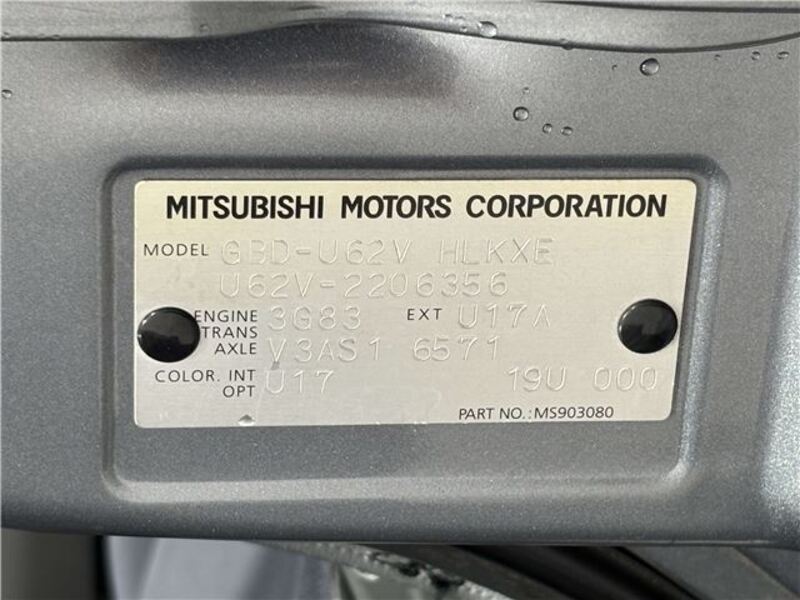 MITSUBISHI MOTORS CORPORATION
MODEL GBD-U62V HLKXE
U62V-2206356
ENGINE 3G83 EXT U17A
TRANS
AXLE V3AS1 6571
COLOR. INT U17 19U 000
OPT
PART NO.: MS903080